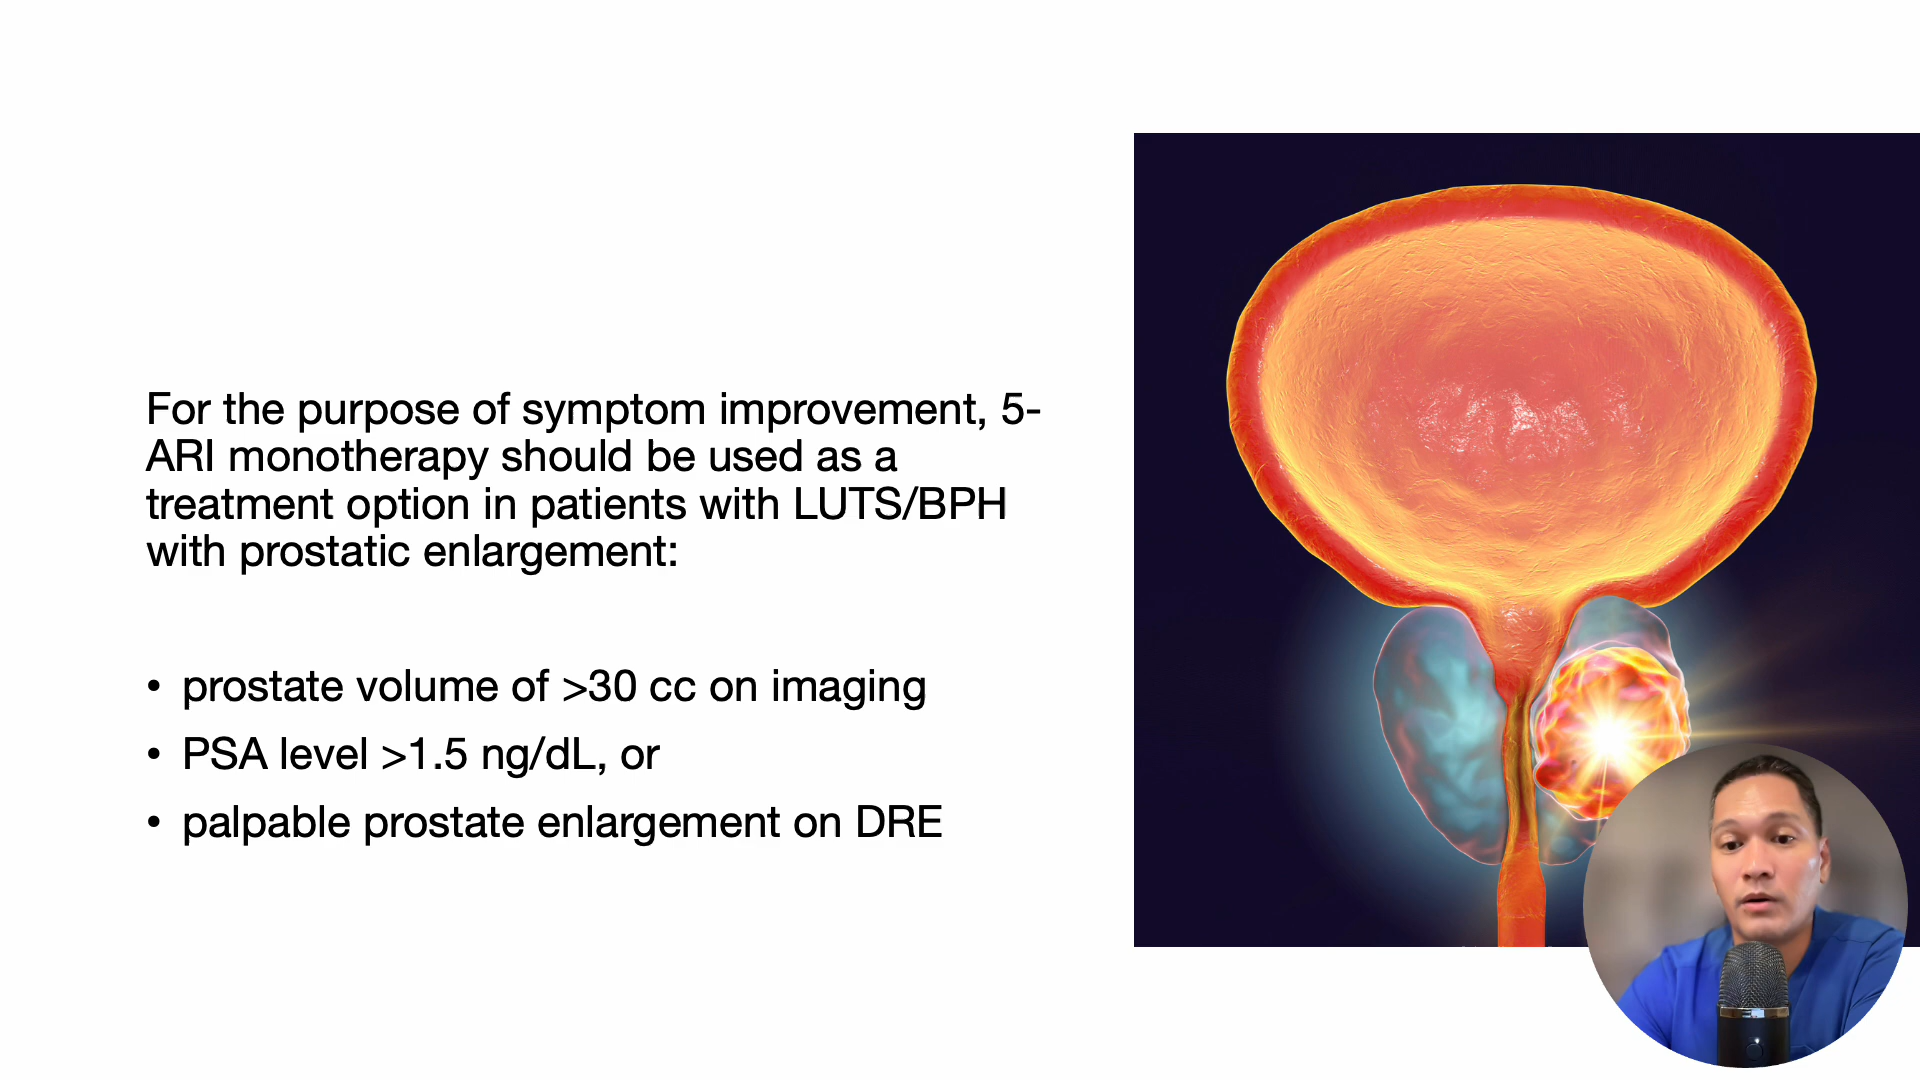 For the purpose of symptom improvement, 5-
ARI monotherapy should be used as a
treatment option in patients with LUTS/BPH
with prostatic enlargement:
• prostate volume of >30 cc on imaging
• PSA level >1.5 ng/dL, or
• palpable prostate enlargement on DRE